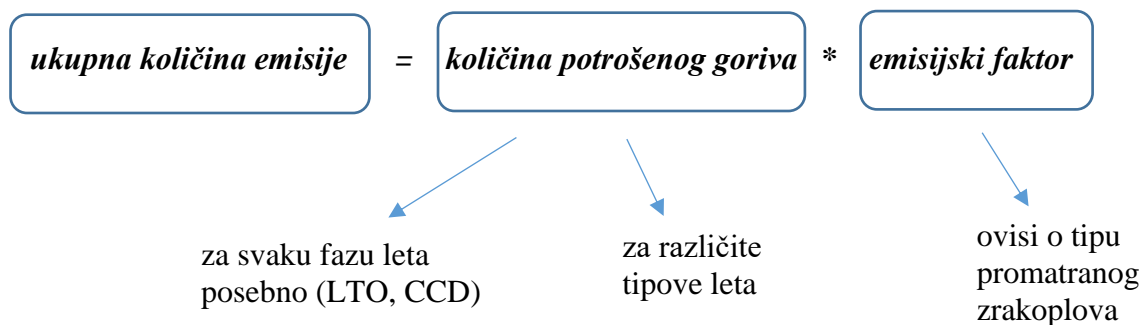 ukupna količina emisije = količina potrošenog goriva * emisijski faktor
za svaku fazu leta
posebno (LTO, CCD)
za različite
tipove leta
ovisi o tipu
promatranog
zrakoplova